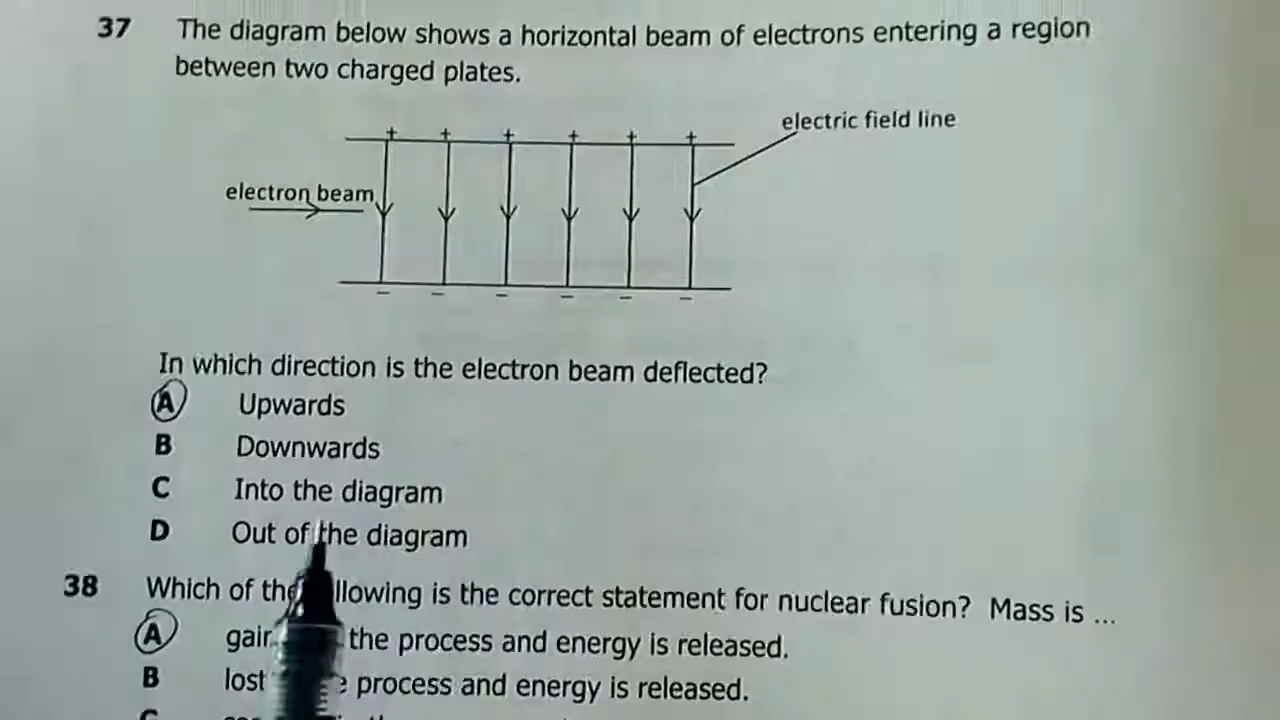 37 The diagram below shows a horizontal beam of electrons entering a region
between two charged plates.
electric field line
+ + + + + +
electron beam
− − − − − −
In which direction is the electron beam deflected?
A Upwards
B Downwards
C Into the diagram
D Out of the diagram
38 Which of the llowing is the correct statement for nuclear fusion? Mass is ...
A the process and energy is released.
B lost process and energy is released.
C